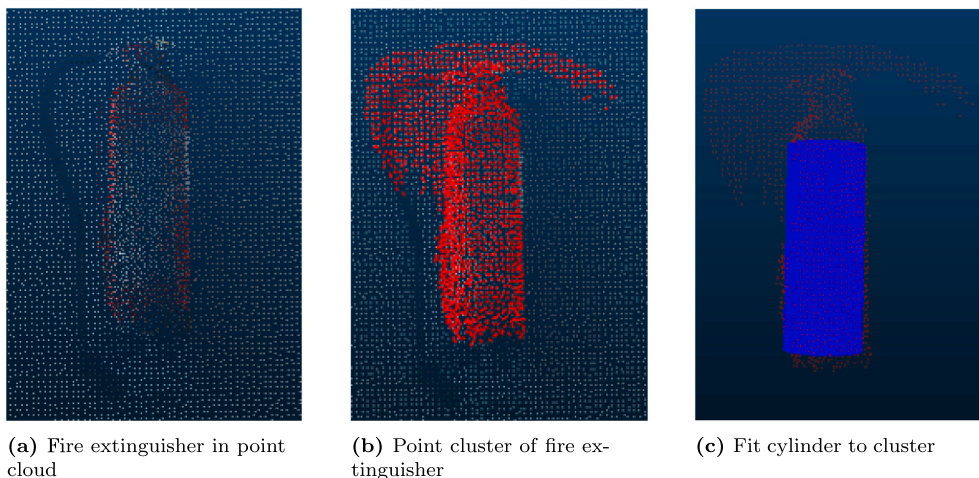 (a) Fire extinguisher in point
cloud
(b) Point cluster of fire ex-
tinguisher
(c) Fit cylinder to cluster